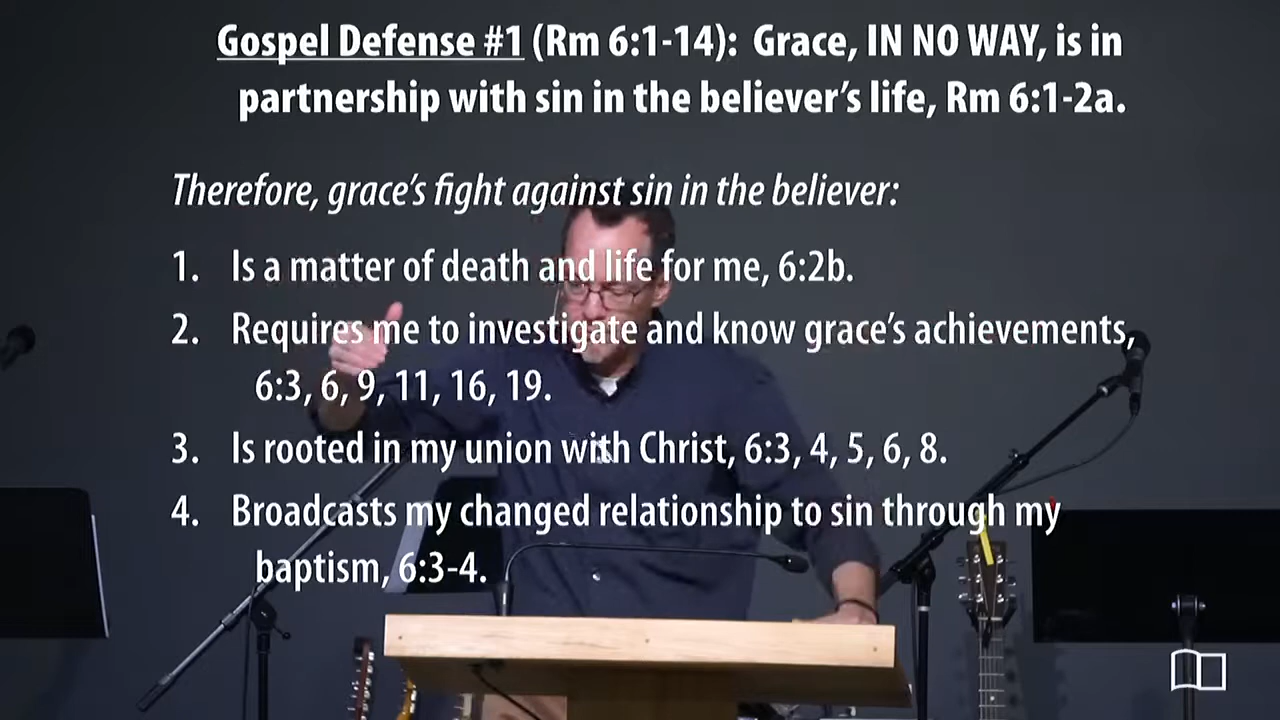 Gospel Defense #1 (Rm 6:1-14): Grace, IN NO WAY, is in
partnership with sin in the believer's life, Rm 6:1-2a.
Therefore, grace's fight against sin in the believer:
1. Is a matter of death and life for me, 6:2b.
2. Requires me to investigate and know grace's achievements,
6:3, 6, 9, 11, 16, 19.
3. Is rooted in my union with Christ, 6:3, 4, 5, 6, 8.
4. Broadcasts my changed relationship to sin through my
baptism, 6:3-4.